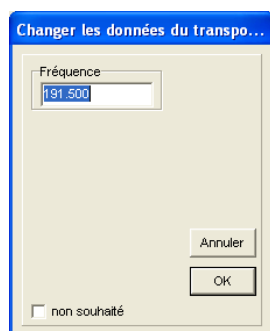 Changer les données du transpo...
Fréquence
191.500
Annuler
OK
non souhaité